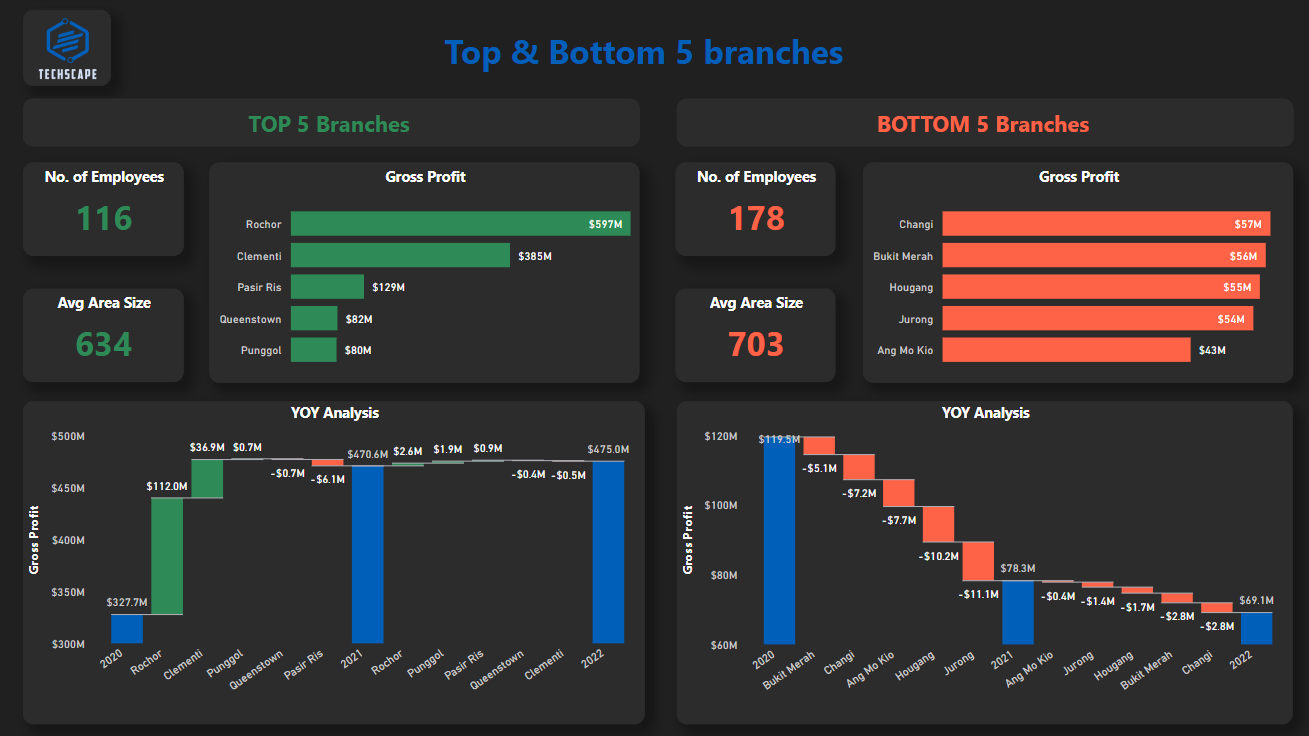 TECHSCAPE
Top & Bottom 5 branches
TOP 5 Branches
BOTTOM 5 Branches
No. of Employees
116
Avg Area Size
634
Gross Profit
Rochor $597M
Clementi $385M
Pasir Ris $129M
Queenstown $82M
Punggol $80M
No. of Employees
178
Avg Area Size
703
Gross Profit
Changi $57M
Bukit Merah $56M
Hougang $55M
Jurong $54M
Ang Mo Kio $43M
YOY Analysis
Gross Profit
$500M
$450M
$400M
$350M
$300M
$327.7M
$112.0M
$36.9M
$0.7M
-$0.7M
-$6.1M
$470.6M
$2.6M
$1.9M
$0.9M
-$0.4M
-$0.5M
$475.0M
2020
Rochor
Clementi
Punggol
Queenstown
Pasir Ris
2021
Rochor
Punggol
Pasir Ris
Queenstown
Clementi
2022
YOY Analysis
Gross Profit
$120M
$100M
$80M
$60M
$119.5M
-$5.1M
-$7.2M
-$7.7M
-$10.2M
-$11.1M
$78.3M
-$0.4M
-$1.4M
-$1.7M
-$2.8M
-$2.8M
$69.1M
2020
Bukit Merah
Changi
Ang Mo Kio
Hougang
Jurong
2021
Ang Mo Kio
Jurong
Hougang
Bukit Merah
Changi
2022